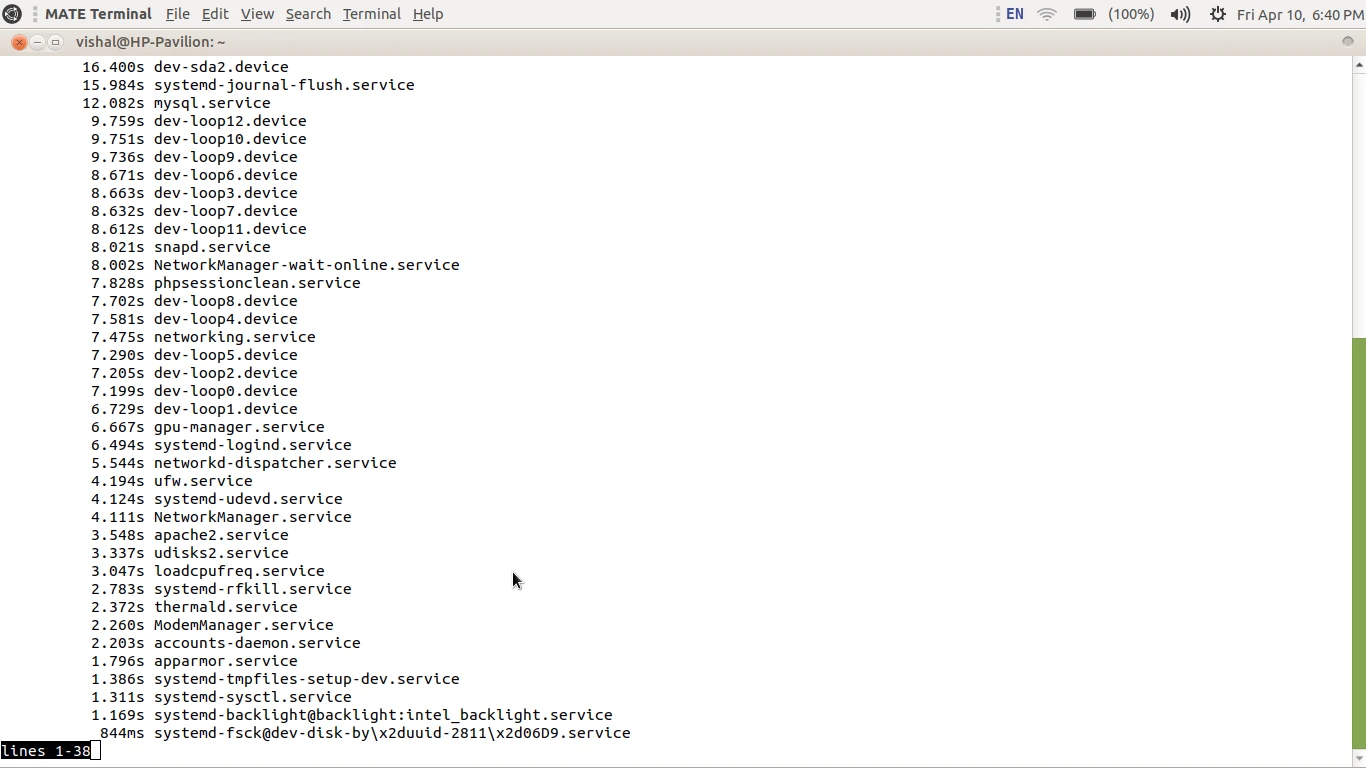 MATE Terminal File Edit View Search Terminal Help EN (100%) Fri Apr 10, 6:40 PM
vishal@HP-Pavilion: ~
16.400s dev-sda2.device
15.984s systemd-journal-flush.service
12.082s mysql.service
9.759s dev-loop12.device
9.751s dev-loop10.device
9.736s dev-loop9.device
8.671s dev-loop6.device
8.663s dev-loop3.device
8.632s dev-loop7.device
8.612s dev-loop11.device
8.021s snapd.service
8.002s NetworkManager-wait-online.service
7.828s phpsessionclean.service
7.702s dev-loop8.device
7.581s dev-loop4.device
7.475s networking.service
7.290s dev-loop5.device
7.205s dev-loop2.device
7.199s dev-loop0.device
6.729s dev-loop1.device
6.667s gpu-manager.service
6.494s systemd-logind.service
5.544s networkd-dispatcher.service
4.194s ufw.service
4.124s systemd-udevd.service
4.111s NetworkManager.service
3.548s apache2.service
3.337s udisks2.service
3.047s loadcpufreq.service
2.783s systemd-rfkill.service
2.372s thermald.service
2.260s ModemManager.service
2.203s accounts-daemon.service
1.796s apparmor.service
1.386s systemd-tmpfiles-setup-dev.service
1.311s systemd-sysctl.service
1.169s systemd-backlight@backlight:intel_backlight.service
844ms systemd-fsck@dev-disk-by\x2duuid-2811\x2d06D9.service
lines 1-38